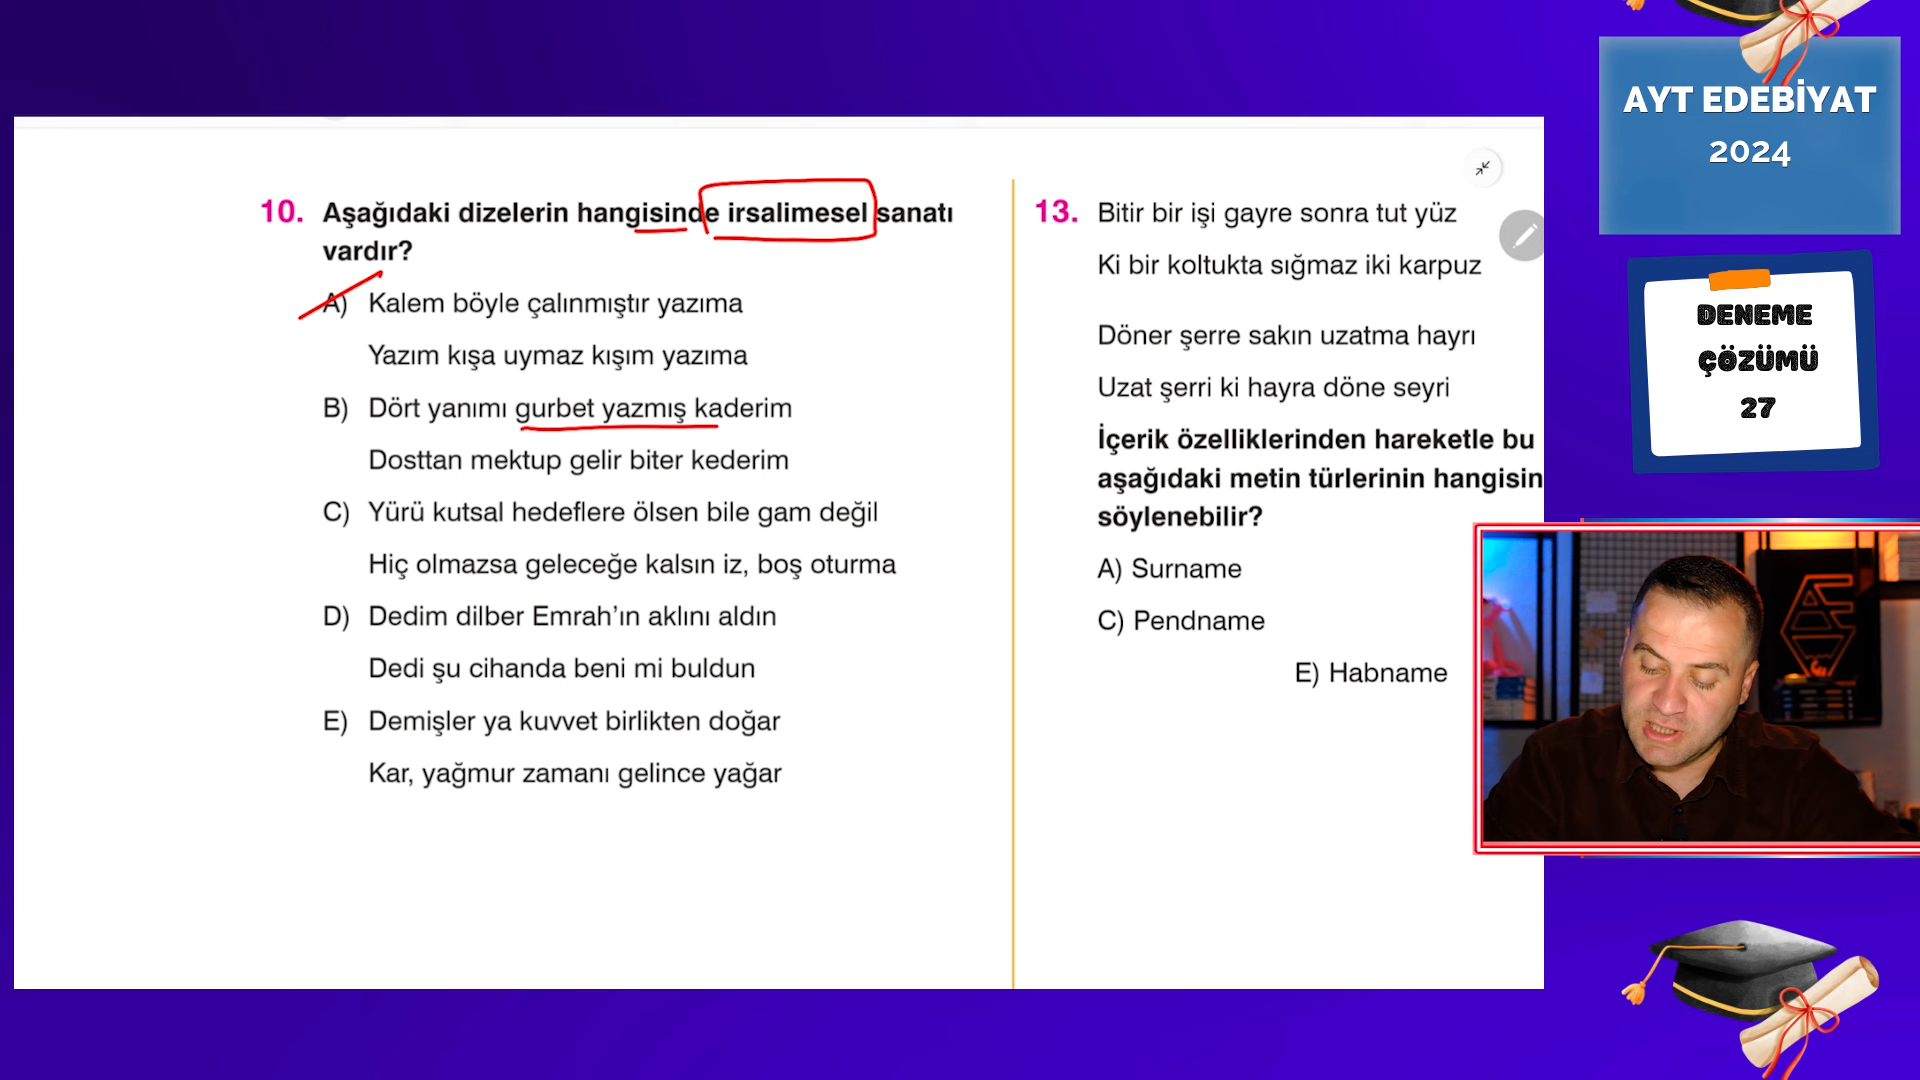 10. Aşağıdaki dizelerin hangisinde irsalimesel sanatı
vardır?
A) Kalem böyle çalınmıştır yazıma
Yazım kışa uymaz kışım yazıma
B) Dört yanımı gurbet yazmış kaderim
Dosttan mektup gelir biter kederim
C) Yürü kutsal hedeflere ölsen bile gam değil
Hiç olmazsa geleceğe kalsın iz, boş oturma
D) Dedim dilber Emrah’ın aklını aldın
Dedi şu cihanda beni mi buldun
E) Demişler ya kuvvet birlikten doğar
Kar, yağmur zamanı gelince yağar
13. Bitir bir işi gayre sonra tut yüz
Ki bir koltukta sığmaz iki karpuz
Döner şerre sakın uzatma hayrı
Uzat şerri ki hayra döne seyri
İçerik özelliklerinden hareketle bu
aşağıdaki metin türlerinin hangisin
söylenebilir?
A) Surname
C) Pendname
E) Habname
AYT EDEBİYAT
2024
DENEME
ÇÖZÜMÜ
27